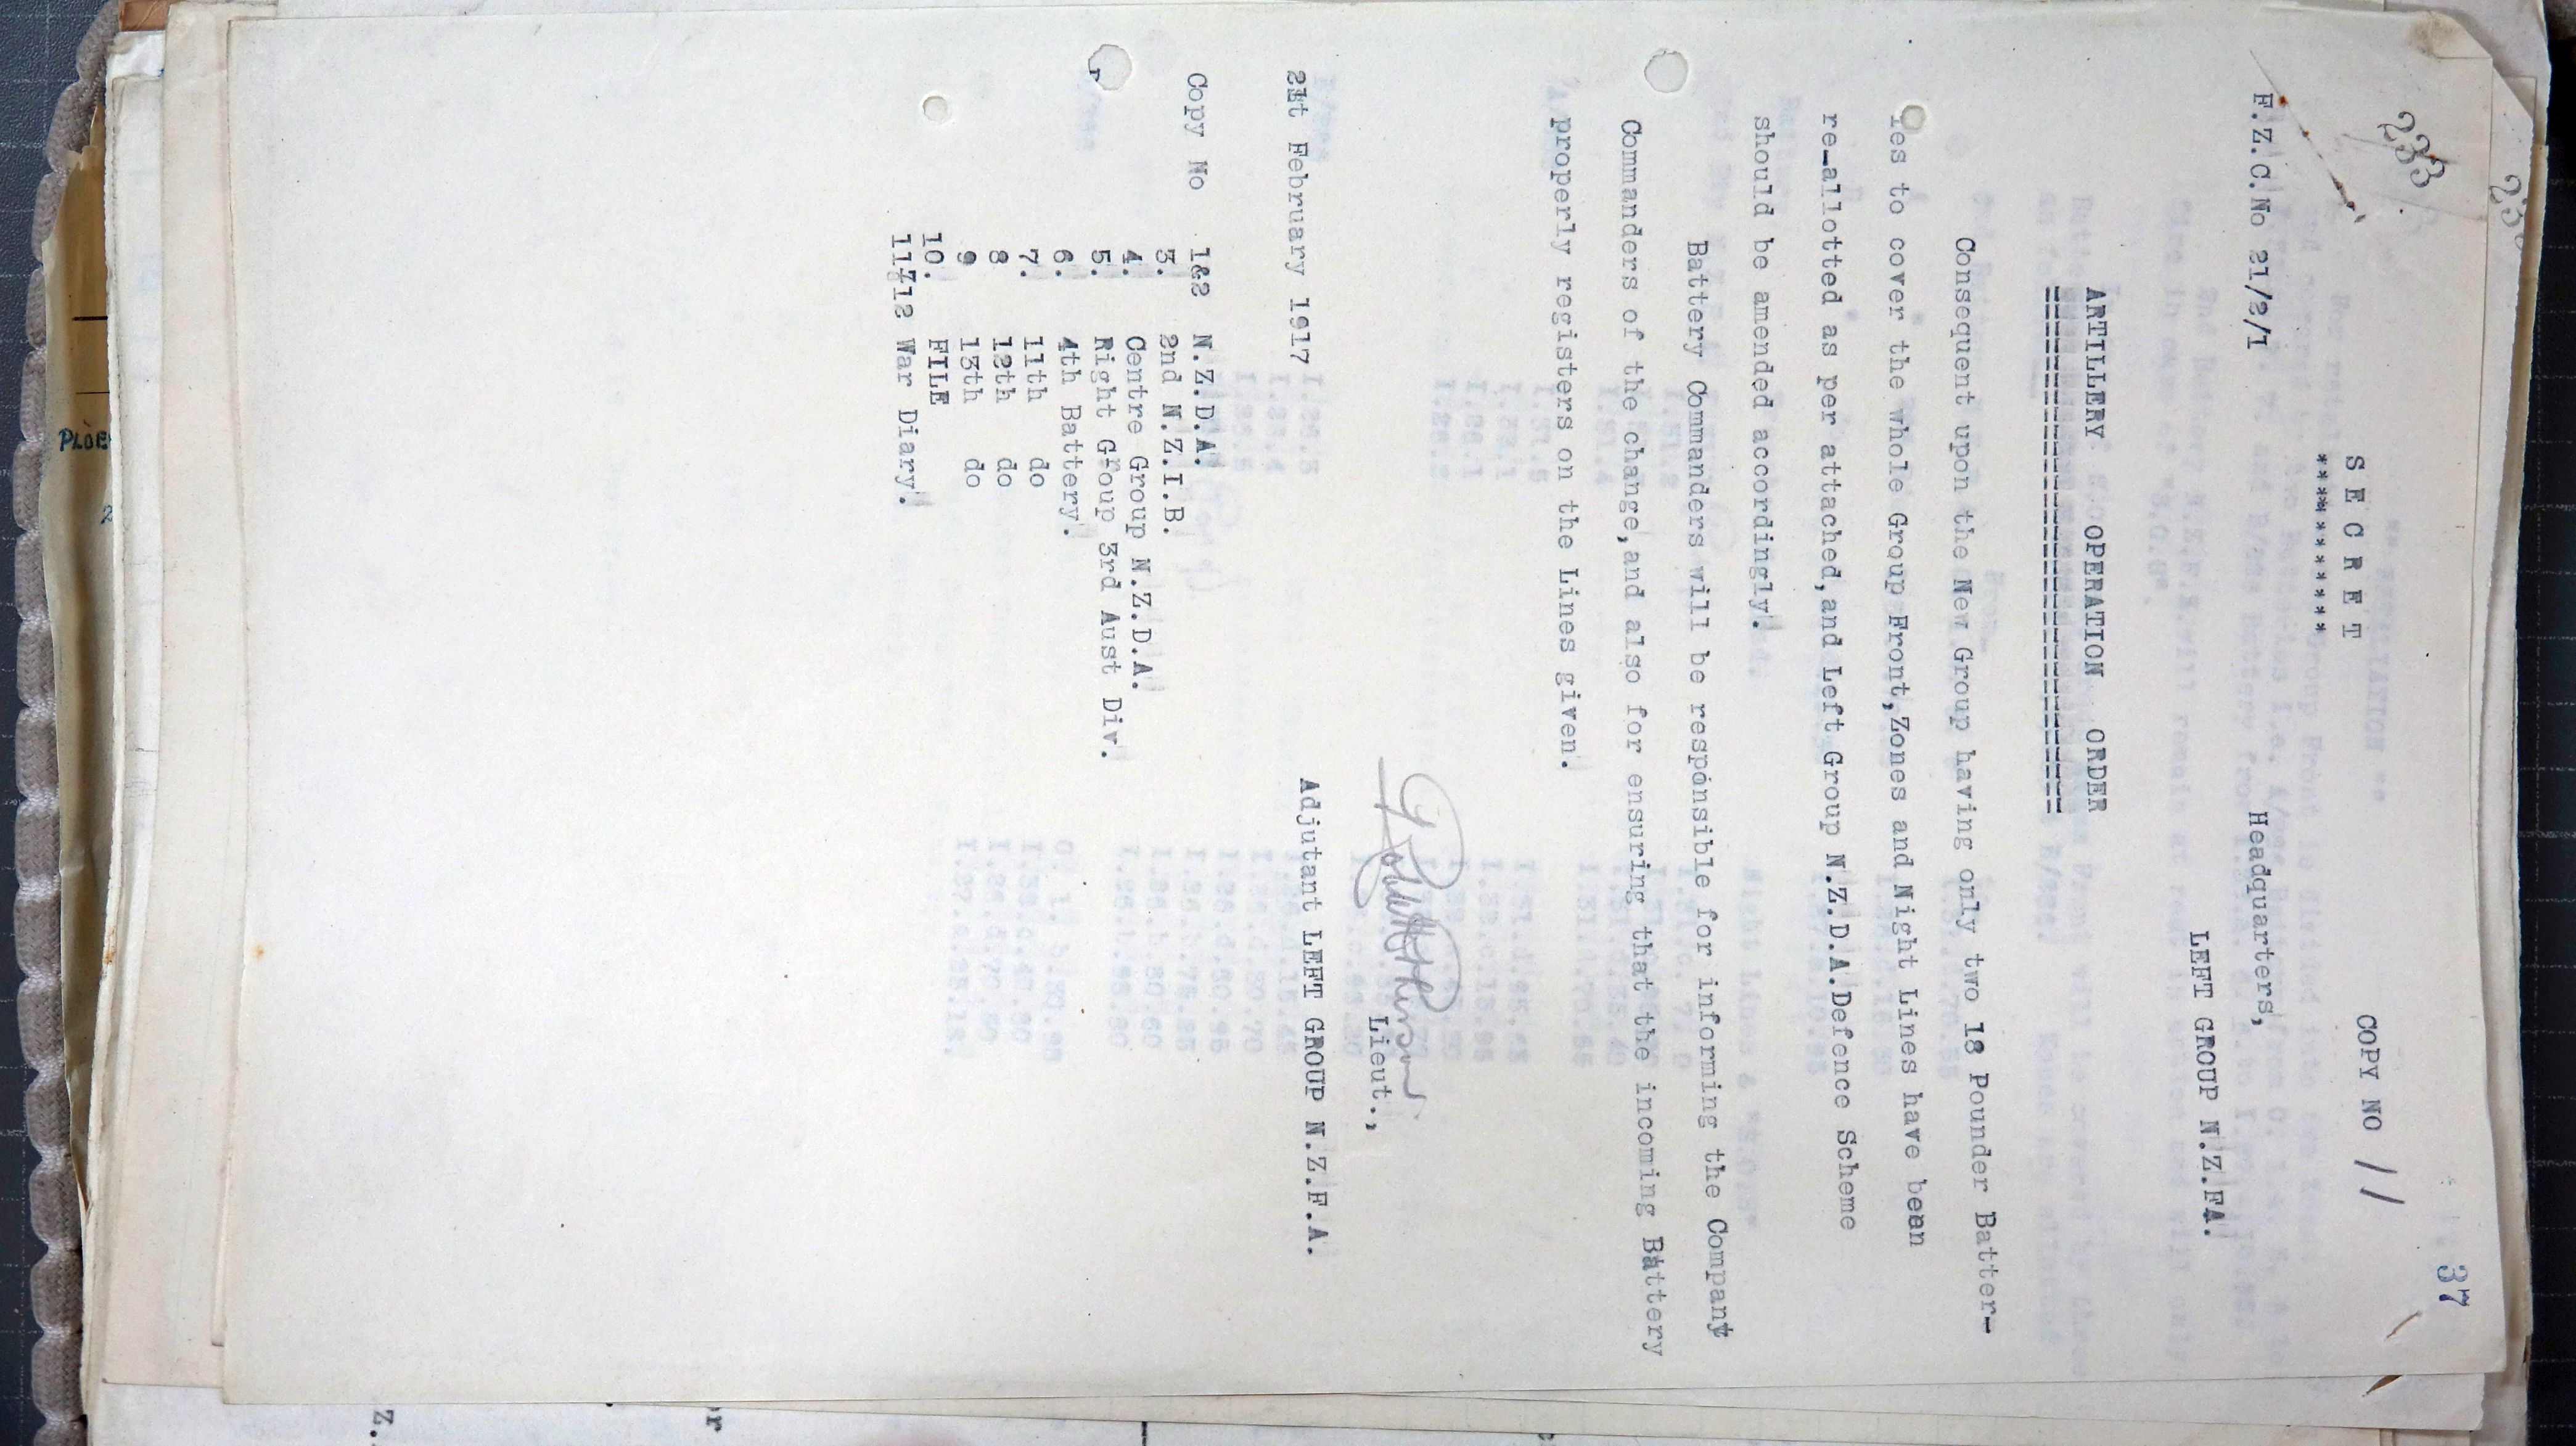 233
37
S E C R E T
*********
COPY NO 11
F.Z.C.No 21/2/1
Headquarters,
LEFT GROUP N.Z.FA.
ARTILLERY OPERATION ORDER
Consequent upon the New Group having only two 18 Pounder Batter-
ies to cover the whole Group Front,Zones and Night Lines have been
re-allotted as per attached,and Left Group N.Z.D.A.Defence Scheme
should be amended accordingly.
Battery Commanders will be responsible for informing the Company
Commanders of the change,and also for ensuring that the incoming Battery
properly registers on the Lines given.
Lieut.,
21st February 1917
Adjutant LEFT GROUP N.Z.F.A.
Copy No 1&2 N.Z.D.A.
3. 2nd N.Z.I.B.
4. Centre Group N.Z.D.A.
5. Right Group 3rd Aust Div.
6. 4th Battery.
7. 11th do
8 12th do
9 13th do
10. FILE
11&12 War Diary.